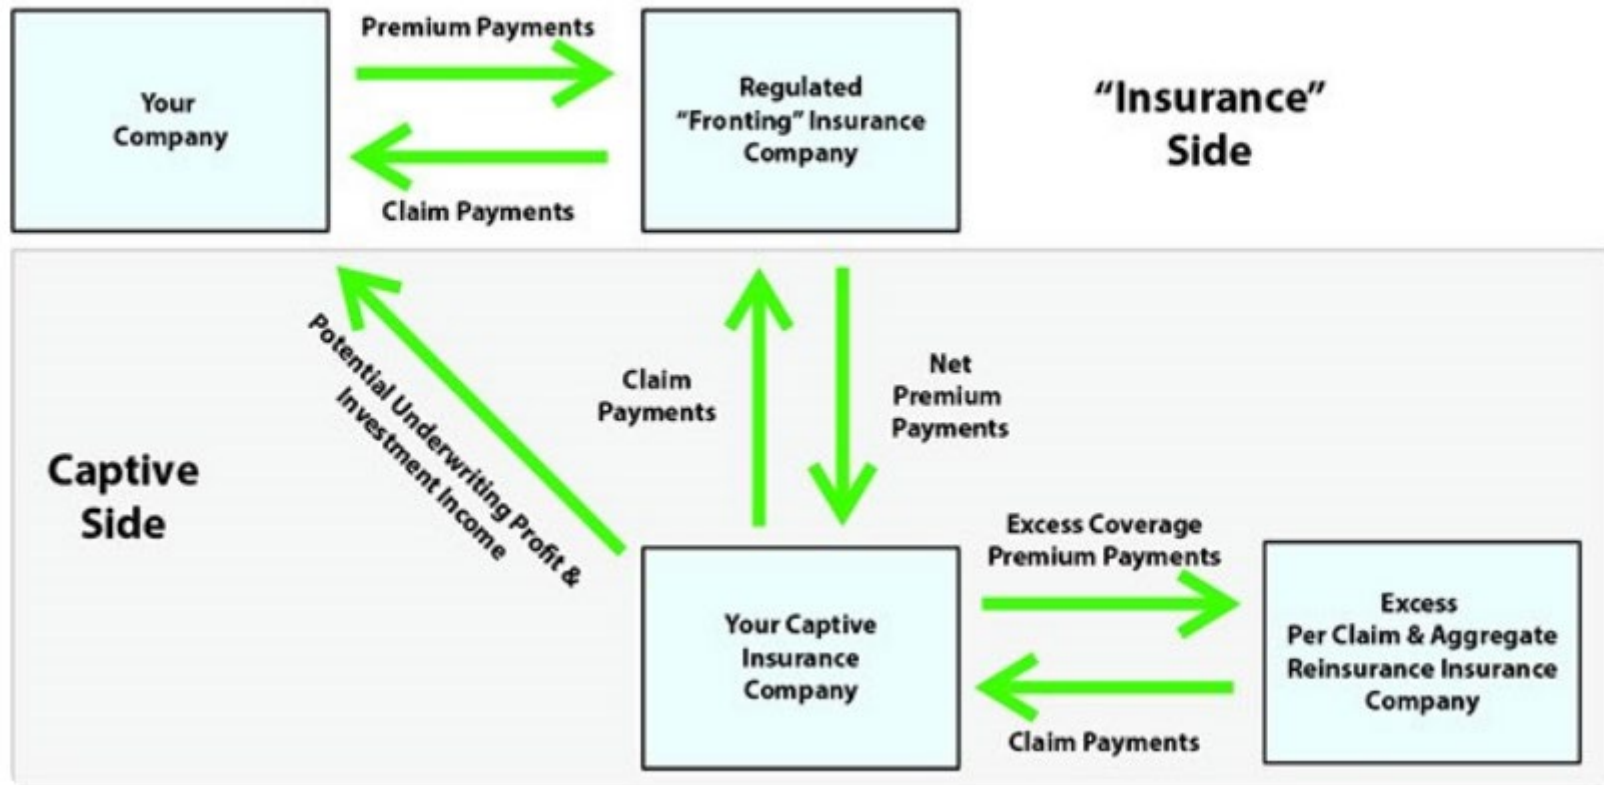 Premium Payments
Your
Company
Regulated
“Fronting” Insurance
Company
“Insurance”
Side
Claim Payments
Potential Underwriting Profit &
Investment Income
Claim
Payments
Net
Premium
Payments
Captive
Side
Excess Coverage
Premium Payments
Your Captive
Insurance
Company
Excess
Per Claim & Aggregate
Reinsurance Insurance
Company
Claim Payments